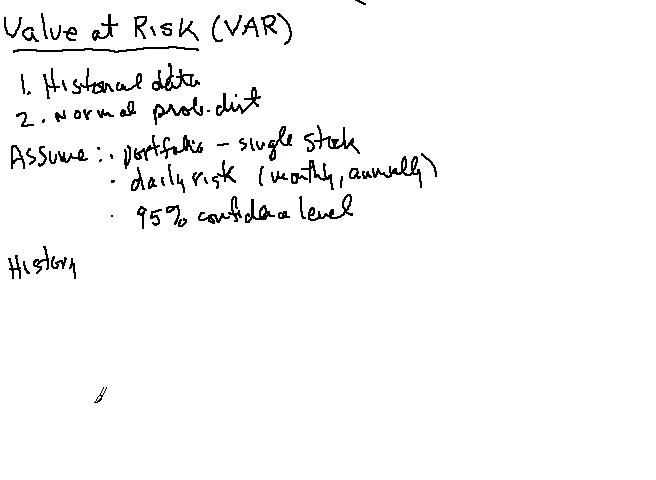 Value at Risk (VAR)
1. Historical data
2. Normal prob. dist
Assume: · portfolio - single stock
· daily risk (monthly, annually)
· 95% confidence level
History